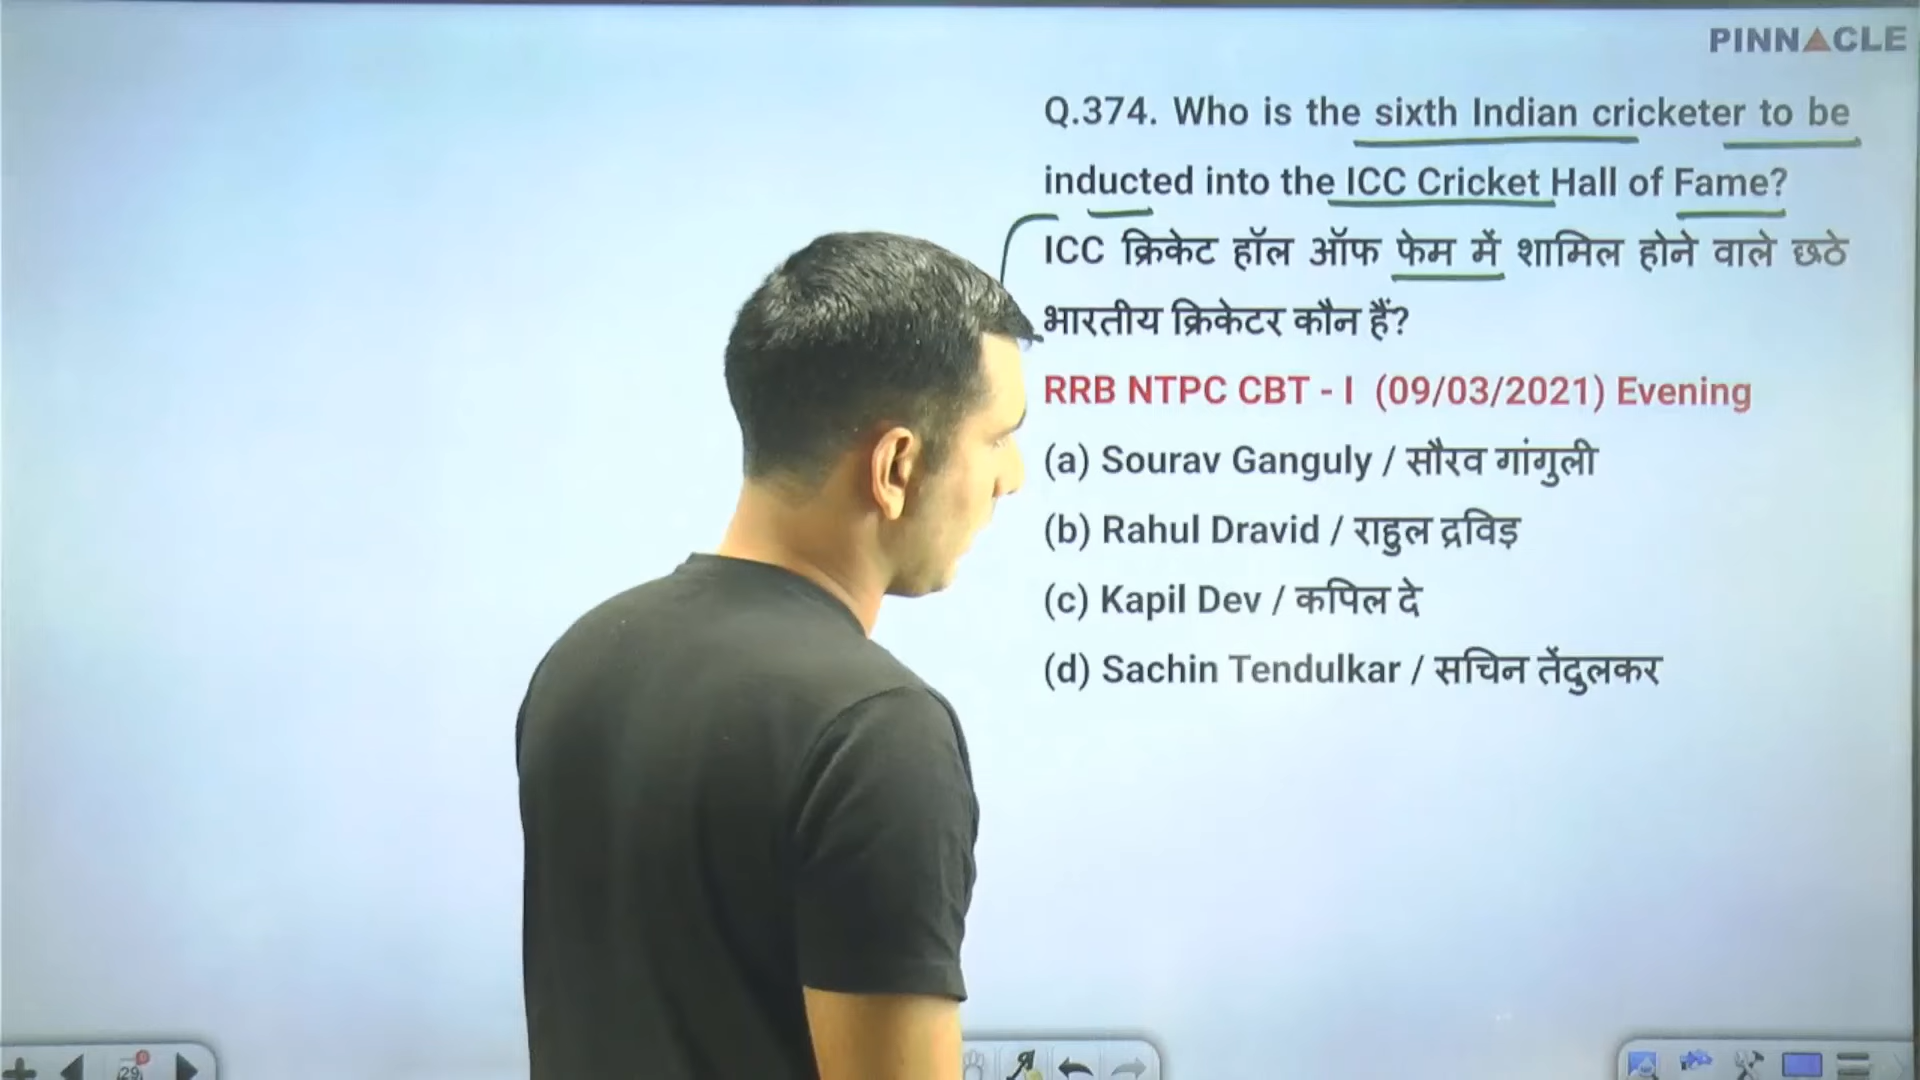 PINNACLE
Q.374. Who is the sixth Indian cricketer to be
inducted into the ICC Cricket Hall of Fame?
ICC क्रिकेट हॉल ऑफ फेम में शामिल होने वाले छठे
भारतीय क्रिकेटर कौन हैं?
RRB NTPC CBT - I (09/03/2021) Evening
(a) Sourav Ganguly / सौरव गांगुली
(b) Rahul Dravid / राहुल द्रविड़
(c) Kapil Dev / कपिल दे
(d) Sachin Tendulkar / सचिन तेंदुलकर
29